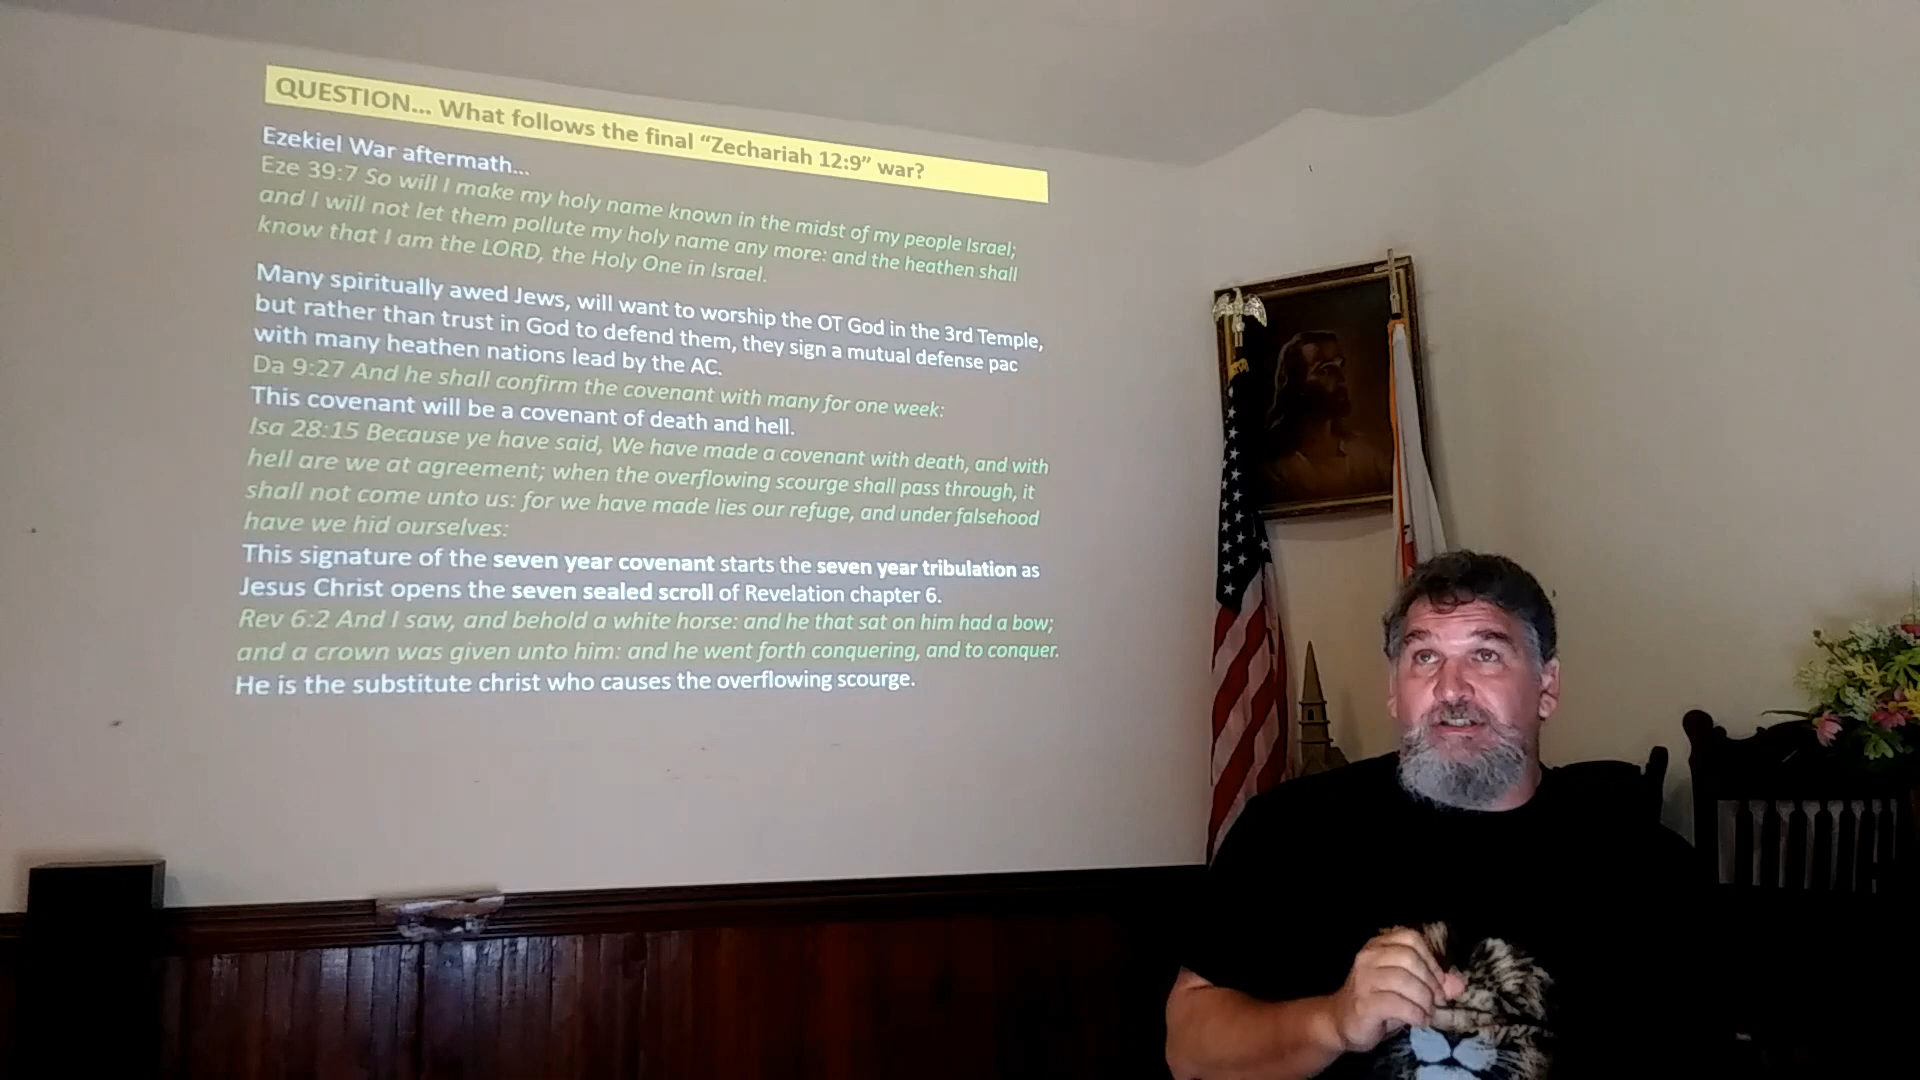 QUESTION... What follows the final “Zechariah 12:9” war?
Ezekiel War aftermath...
Eze 39:7 So will I make my holy name known in the midst of my people Israel;
and I will not let them pollute my holy name any more: and the heathen shall
know that I am the LORD, the Holy One in Israel.
Many spiritually awed Jews, will want to worship the OT God in the 3rd Temple,
but rather than trust in God to defend them, they sign a mutual defense pac
with many heathen nations lead by the AC.
Da 9:27 And he shall confirm the covenant with many for one week:
This covenant will be a covenant of death and hell.
Isa 28:15 Because ye have said, We have made a covenant with death, and with
hell are we at agreement; when the overflowing scourge shall pass through, it
shall not come unto us: for we have made lies our refuge, and under falsehood
have we hid ourselves:
This signature of the seven year covenant starts the seven year tribulation as
Jesus Christ opens the seven sealed scroll of Revelation chapter 6.
Rev 6:2 And I saw, and behold a white horse: and he that sat on him had a bow;
and a crown was given unto him: and he went forth conquering, and to conquer.
He is the substitute christ who causes the overflowing scourge.